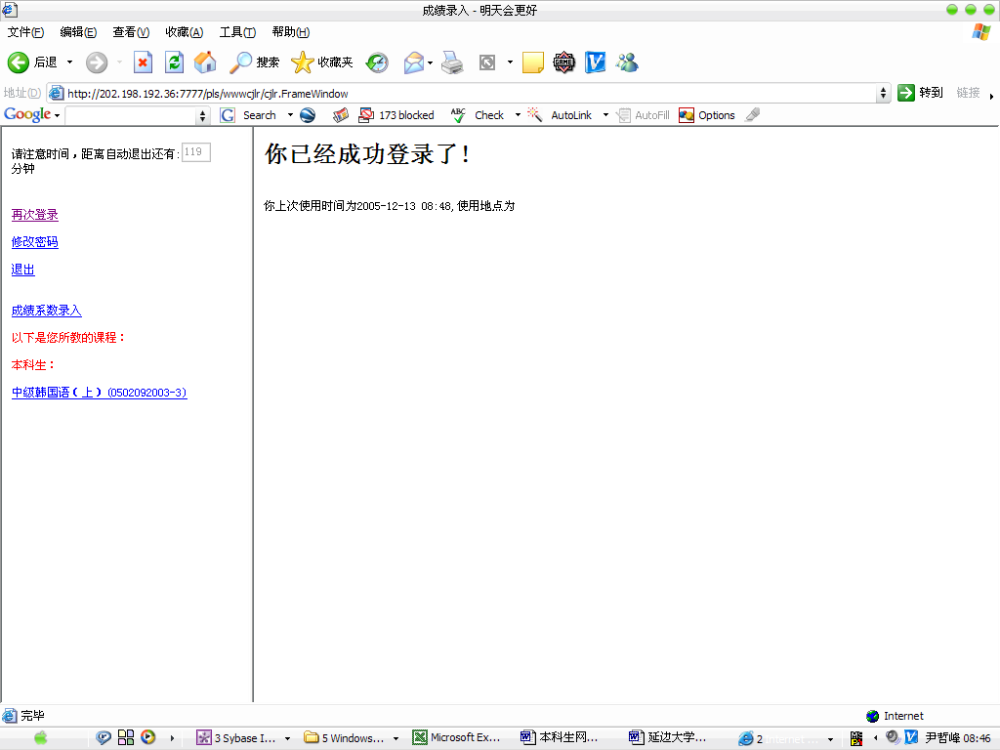 成绩录入 - 明天会更好
文件(F) 编辑(E) 查看(V) 收藏(A) 工具(T) 帮助(H)
后退 搜索 收藏夹
地址(D) http://202.198.192.36:7777/pls/wwwcjlr/cjlr.FrameWindow 转到 链接
Google Search 173 blocked ABC Check AutoLink AutoFill Options
请注意时间，距离自动退出还有: 119
分钟
你已经成功登录了！
你上次使用时间为2005-12-13 08:48,使用地点为
再次登录
修改密码
退出
成绩系数录入
以下是您所教的课程：
本科生：
中级韩国语（上）(0502092003-3)
完毕 Internet
3 Sybase I... 5 Windows... Microsoft Ex... 本科生网... 延边大学... 2 Internet ... 尹哲峰 08:46